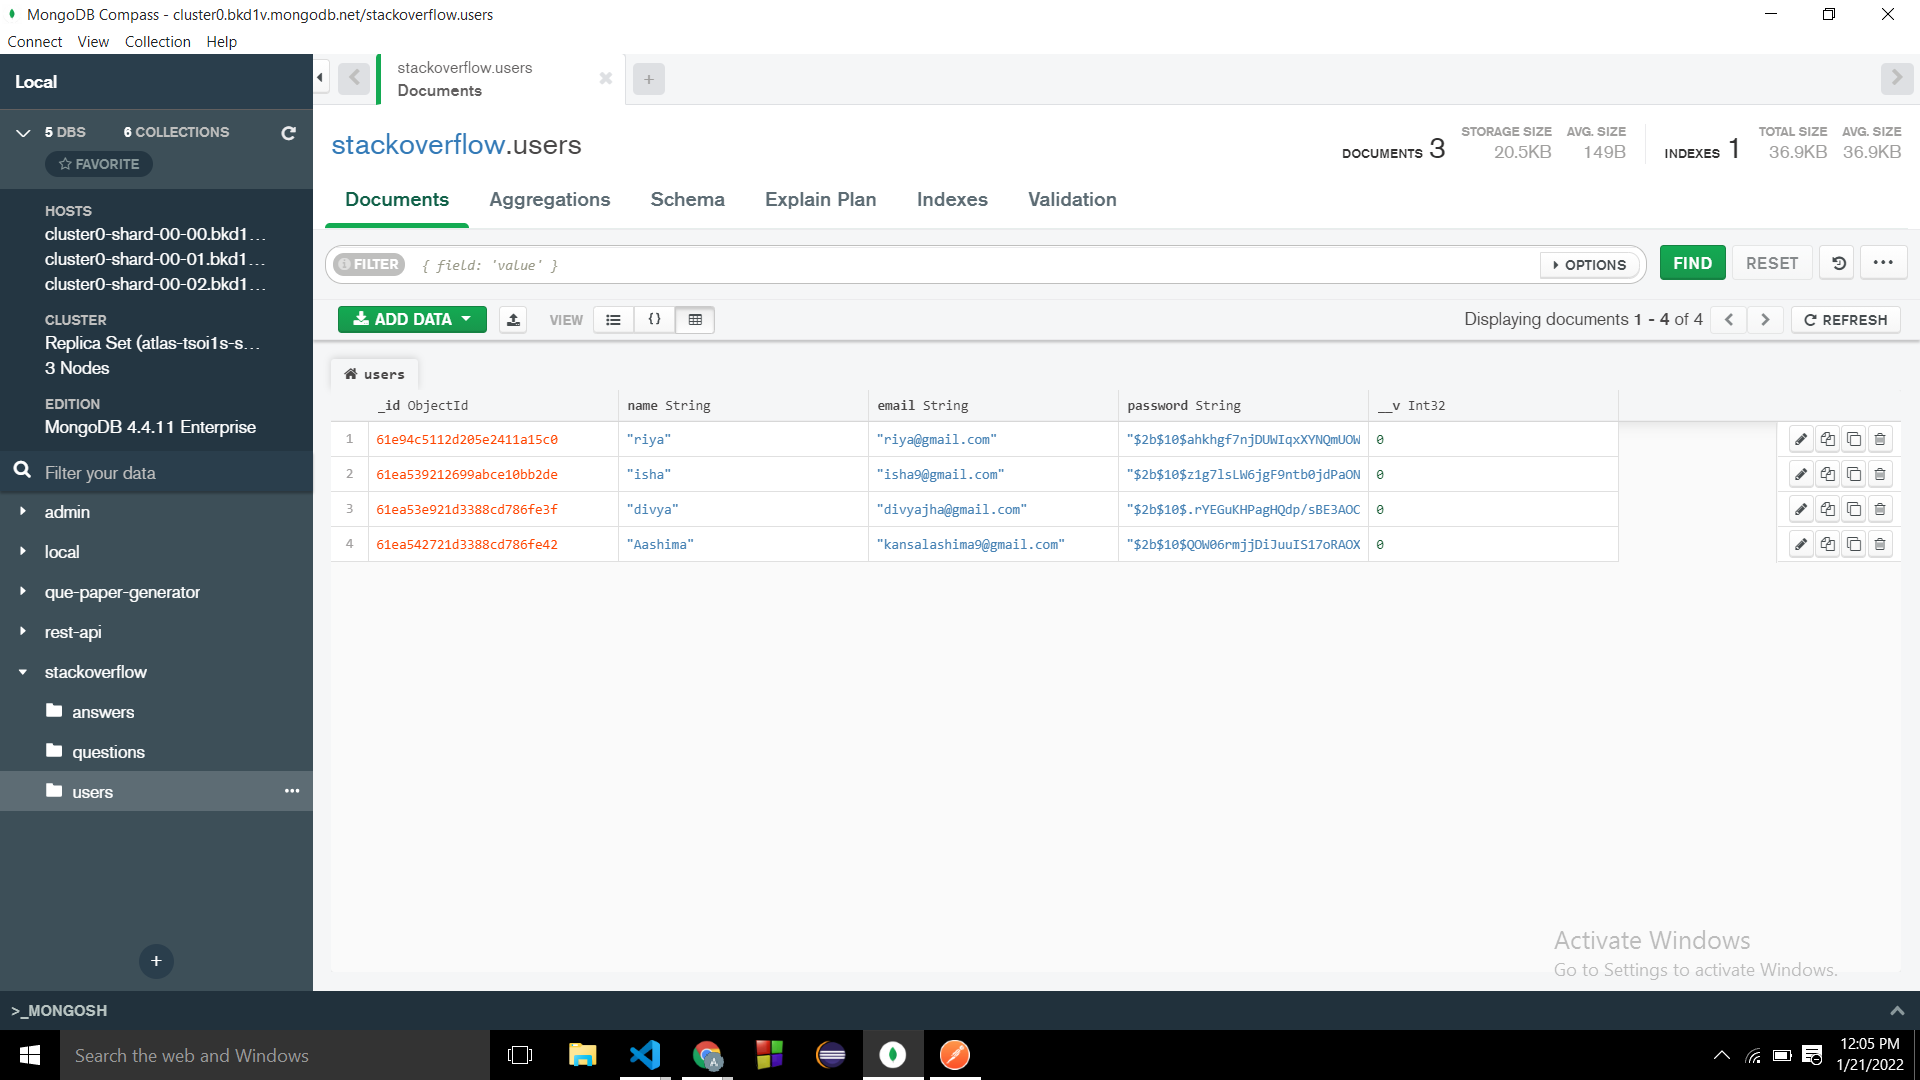 MongoDB Compass - cluster0.bkd1v.mongodb.net/stackoverflow.users
Connect View Collection Help
Local
5 DBS 6 COLLECTIONS
FAVORITE
HOSTS
cluster0-shard-00-00.bkd1...
cluster0-shard-00-01.bkd1...
cluster0-shard-00-02.bkd1...
CLUSTER
Replica Set (atlas-tsoi1s-s...
3 Nodes
EDITION
MongoDB 4.4.11 Enterprise
Filter your data
admin
local
que-paper-generator
rest-api
stackoverflow
answers
questions
users
stackoverflow.users
Documents
stackoverflow.users
DOCUMENTS 3 STORAGE SIZE 20.5KB AVG. SIZE 149B INDEXES 1 TOTAL SIZE 36.9KB AVG. SIZE 36.9KB
Documents Aggregations Schema Explain Plan Indexes Validation
FILTER { field: 'value' } OPTIONS FIND RESET
ADD DATA VIEW { } Displaying documents 1 - 4 of 4 REFRESH
users
_id ObjectId name String email String password String __v Int32
1 61e94c5112d205e2411a15c0 "riya" "riya@gmail.com" "$2b$10$ahkhgf7njDUWIqxXYNQmUOW 0
2 61ea539212699abce10bb2de "isha" "isha9@gmail.com" "$2b$10$z1g7lsLW6jgF9ntb0jdPaON 0
3 61ea53e921d3388cd786fe3f "divya" "divyajha@gmail.com" "$2b$10$.rYEGuKHPagHQdp/sBE3AOC 0
4 61ea542721d3388cd786fe42 "Aashima" "kansalashima9@gmail.com" "$2b$10$QOW06rmjjDiJuuIS17oRAOX 0
Activate Windows
Go to Settings to activate Windows.
>_MONGOSH
Search the web and Windows
12:05 PM
1/21/2022